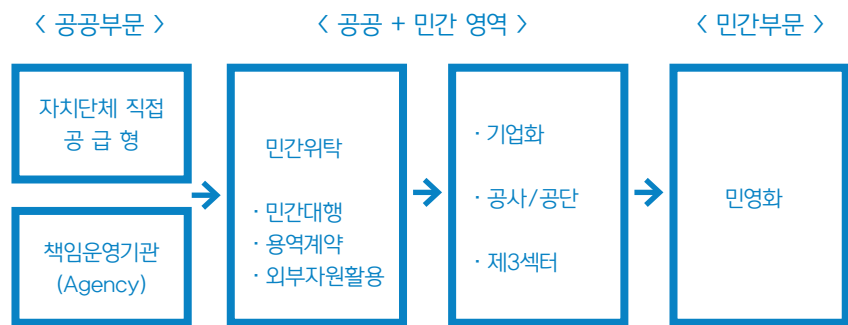 〈 공공부문 〉
〈 공공 + 민간 영역 〉
〈 민간부문 〉
자치단체 직접
공 급 형
책임운영기관
(Agency)
민간위탁
· 민간대행
· 용역계약
· 외부자원활용
· 기업화
· 공사/공단
· 제3섹터
민영화